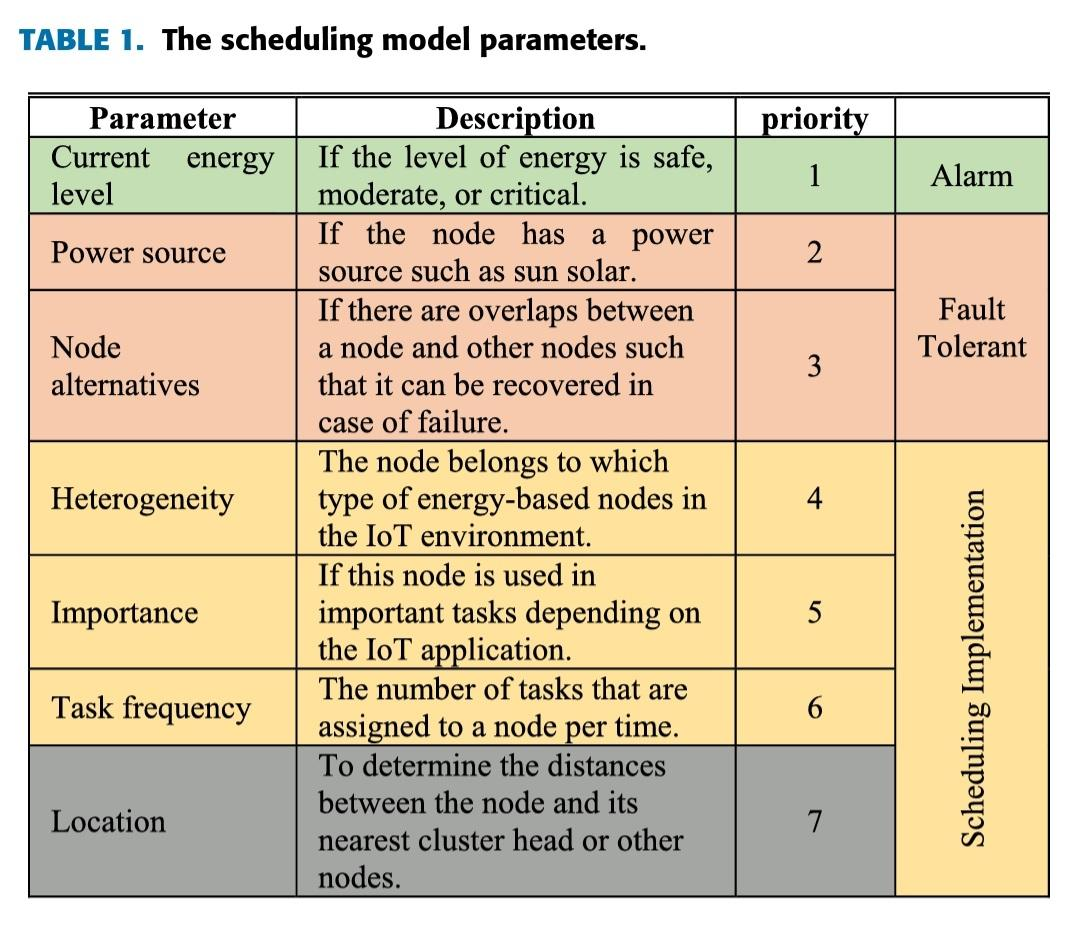 TABLE 1. The scheduling model parameters.
Parameter Description priority
Current energy level
If the level of energy is safe,
moderate, or critical.
1
Alarm
Power source
If the node has a power
source such as sun solar.
2
Fault
Tolerant
Node
alternatives
If there are overlaps between
a node and other nodes such
that it can be recovered in
case of failure.
3
Heterogeneity
The node belongs to which
type of energy-based nodes in
the IoT environment.
4
Scheduling Implementation
Importance
If this node is used in
important tasks depending on
the IoT application.
5
Task frequency
The number of tasks that are
assigned to a node per time.
6
Location
To determine the distances
between the node and its
nearest cluster head or other
nodes.
7